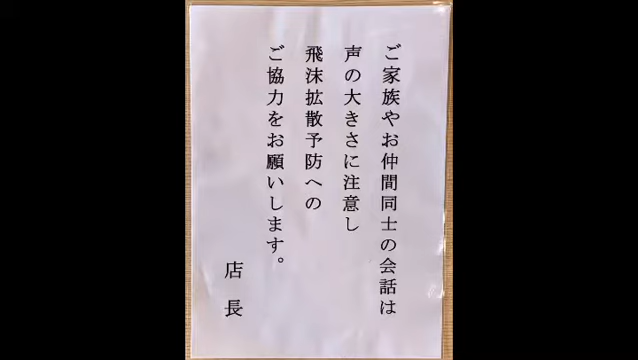 ご家族やお仲間同士の会話は
声の大きさに注意し
飛沫拡散予防への
ご協力をお願いします。
店長